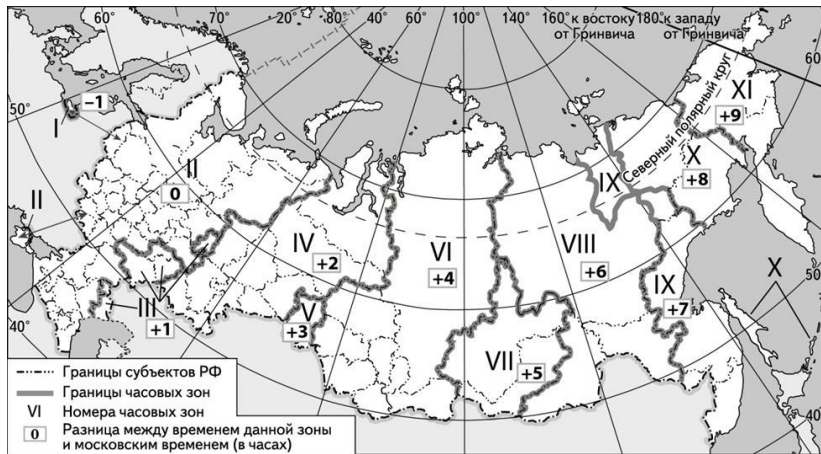 60°
70°
20°
40
60
100°
140°
160° к востоку
от Гринвича
180° к западу
от Гринвича
60
50°
–1
I
II
0
II
Северный полярный круг
XI
+9
X
+8
IX
IV
+2
VI
+4
VIII
+6
IX
+7
X
50
III
+1
V
+3
VII
+5
40°
40
Границы субъектов РФ
Границы часовых зон
VI Номера часовых зон
0 Разница между временем данной зоны
и московским временем (в часах)